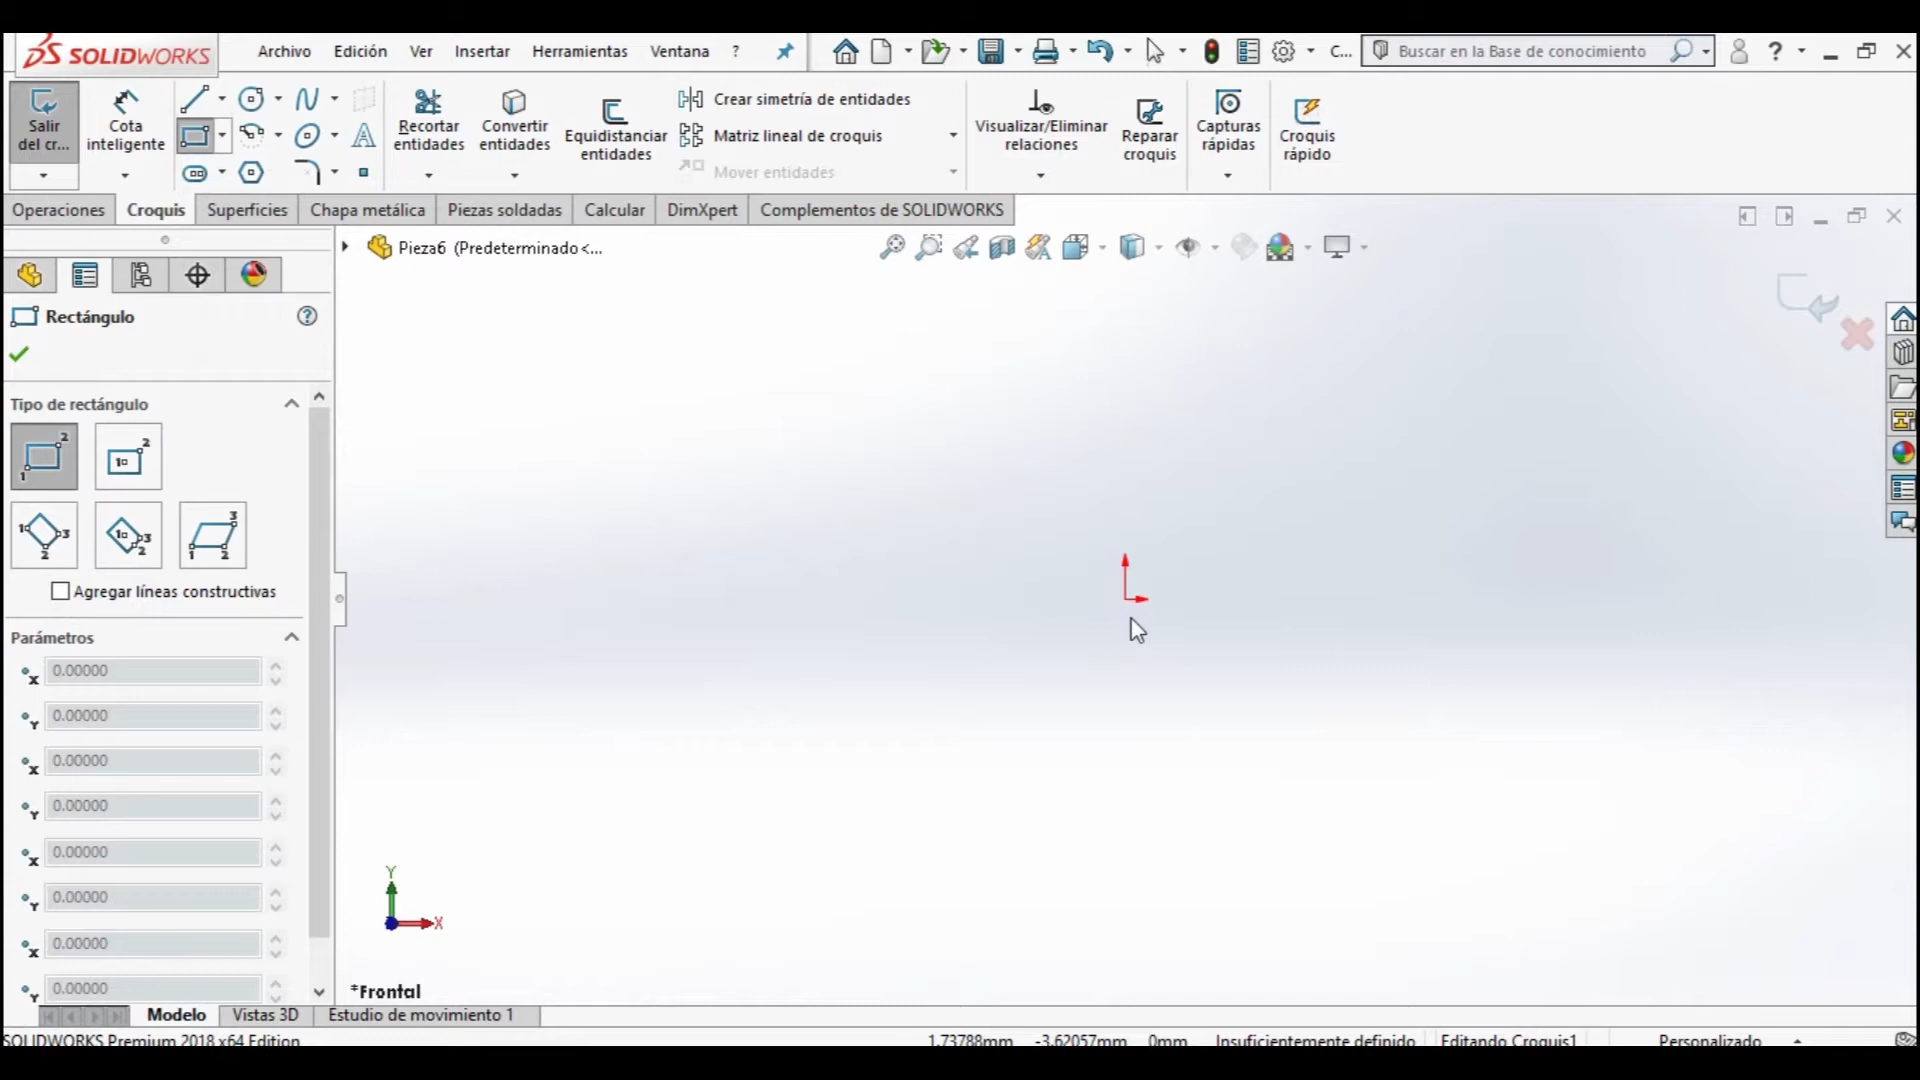 SOLIDWORKS
Archivo Edición Ver Insertar Herramientas Ventana ? C... Buscar en la Base de conocimiento ?
Salir del cr...
Cota inteligente
Recortar entidades
Convertir entidades
Equidistanciar entidades
Crear simetría de entidades
Matriz lineal de croquis
Mover entidades
Visualizar/Eliminar relaciones
Reparar croquis
Capturas rápidas
Croquis rápido
Operaciones Croquis Superficies Chapa metálica Piezas soldadas Calcular DimXpert Complementos de SOLIDWORKS
Pieza6 (Predeterminado<...
Rectángulo
Tipo de rectángulo
Agregar líneas constructivas
Parámetros
X 0.00000
Y 0.00000
X 0.00000
Y 0.00000
X 0.00000
Y 0.00000
X 0.00000
Y 0.00000
Y
X
*Frontal
Modelo Vistas 3D Estudio de movimiento 1
SOLIDWORKS Premium 2018 x64 Edition 1.73788mm -3.62057mm 0mm Insuficientemente definido Editando Croquis1 Personalizado